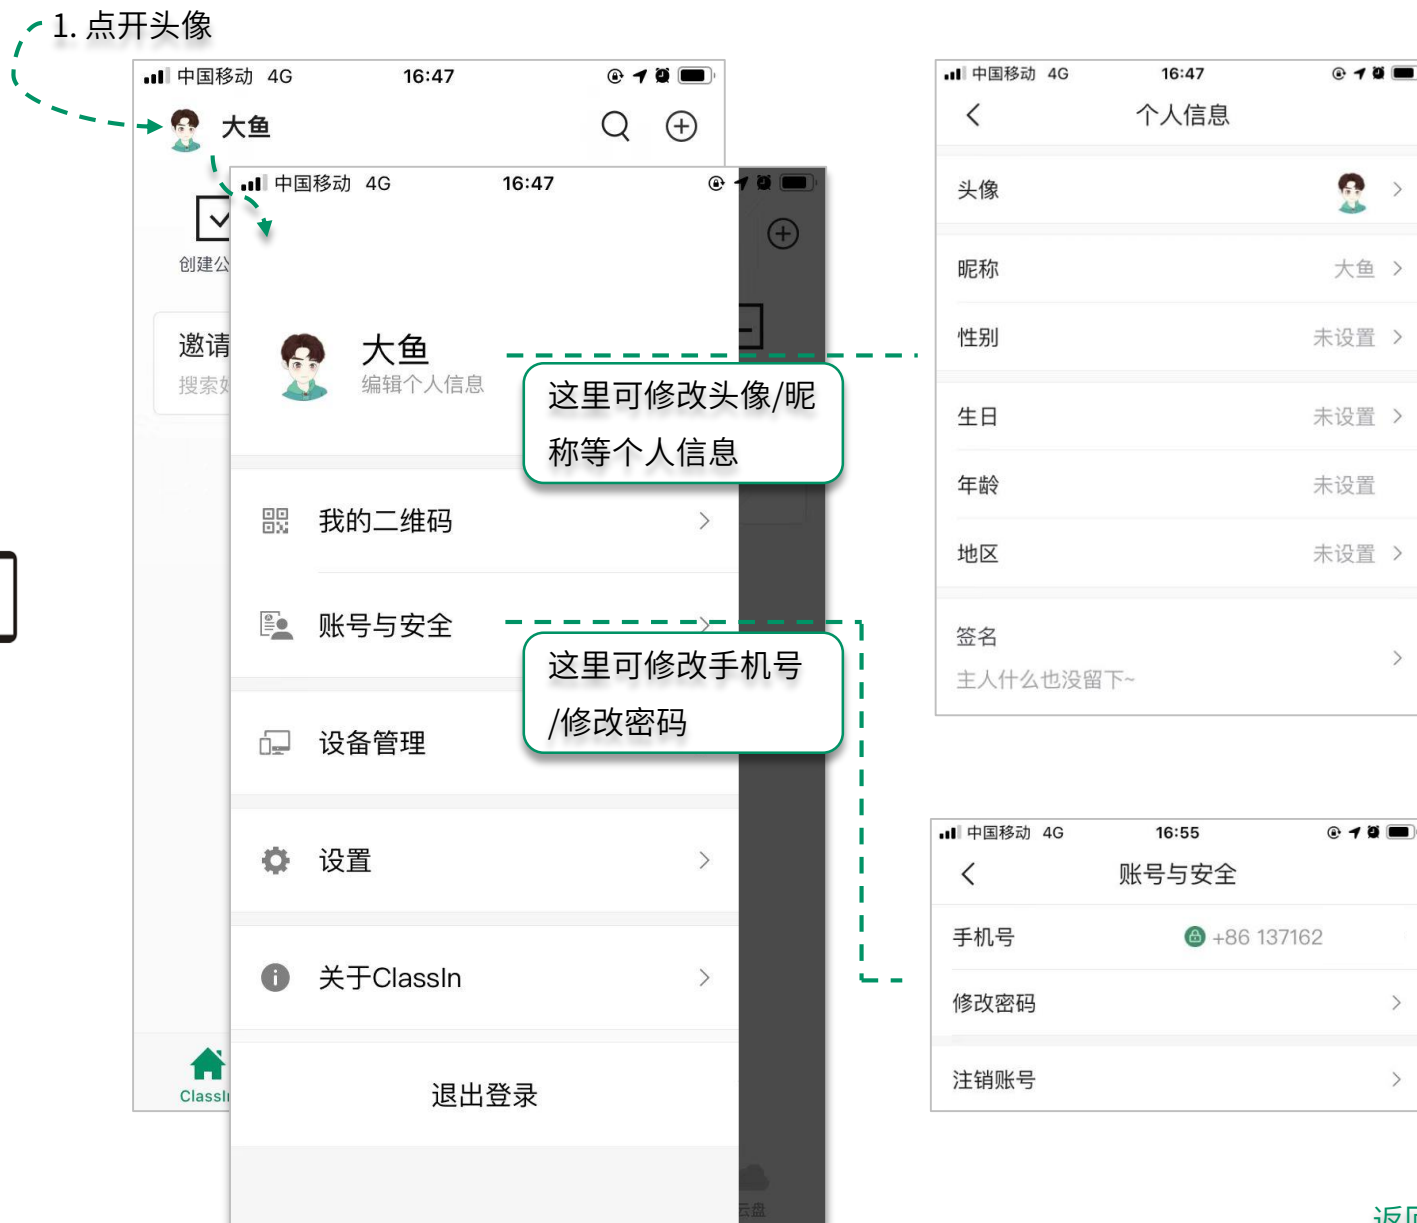 1. 点开头像
中国移动 4G 16:47
大鱼
创建公
邀请
搜索
ClassIn
中国移动 4G 16:47
大鱼
编辑个人信息
这里可修改头像/昵
称等个人信息
我的二维码
账号与安全
这里可修改手机号
/修改密码
设备管理
设置
关于ClassIn
退出登录
云盘
中国移动 4G 16:47
个人信息
头像
昵称 大鱼
性别 未设置
生日 未设置
年龄 未设置
地区 未设置
签名
主人什么也没留下~
中国移动 4G 16:55
账号与安全
手机号 +86 137162
修改密码
注销账号
返回